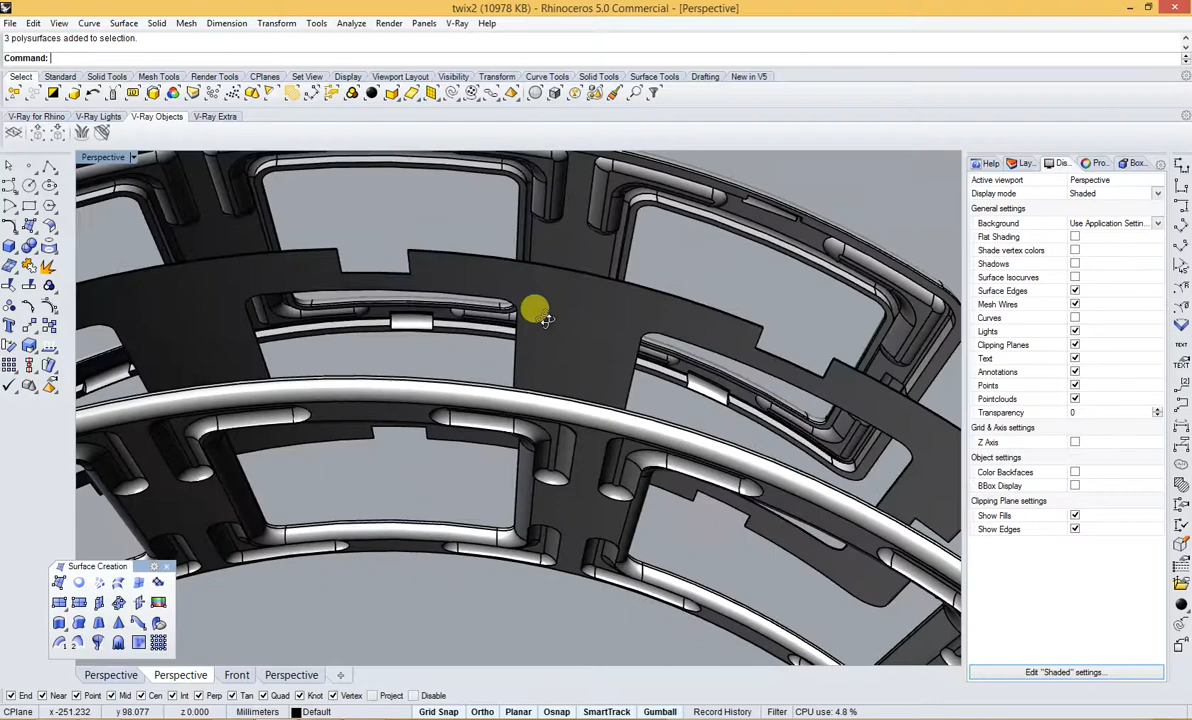 twix2 (10978 KB) - Rhinoceros 5.0 Commercial - [Perspective]
File Edit View Curve Surface Solid Mesh Dimension Transform Tools Analyze Render Panels V-Ray Help
3 polysurfaces added to selection.
Command:
Select Standard Solid Tools Mesh Tools Render Tools CPlanes Set View Display Viewport Layout Visibility Transform Curve Tools Solid Tools Surface Tools Drafting New in V5
V-Ray for Rhino V-Ray Lights V-Ray Objects V-Ray Extra
Perspective
Help Lay... Dis... Pro... Box...
Active viewport Perspective
Display mode Shaded
General settings
Background Use Application Settin...
Flat Shading
Shade vertex colors
Shadows
Surface Isocurves
Surface Edges
Mesh Wires
Curves
Lights
Clipping Planes
Text
Annotations
Points
Pointclouds
Transparency 0
Grid & Axis settings
Z Axis
Object settings
Color Backfaces
BBox Display
Clipping Plane settings
Show Fills
Show Edges
Edit "Shaded" settings...
Surface Creation
Perspective Perspective Front Perspective
End Near Point Mid Cen Int Perp Tan Quad Knot Vertex Project Disable
CPlane x -251.232 y 98.077 z 0.000 Millimeters Default Grid Snap Ortho Planar Osnap SmartTrack Gumball Record History Filter CPU use: 4.8 %